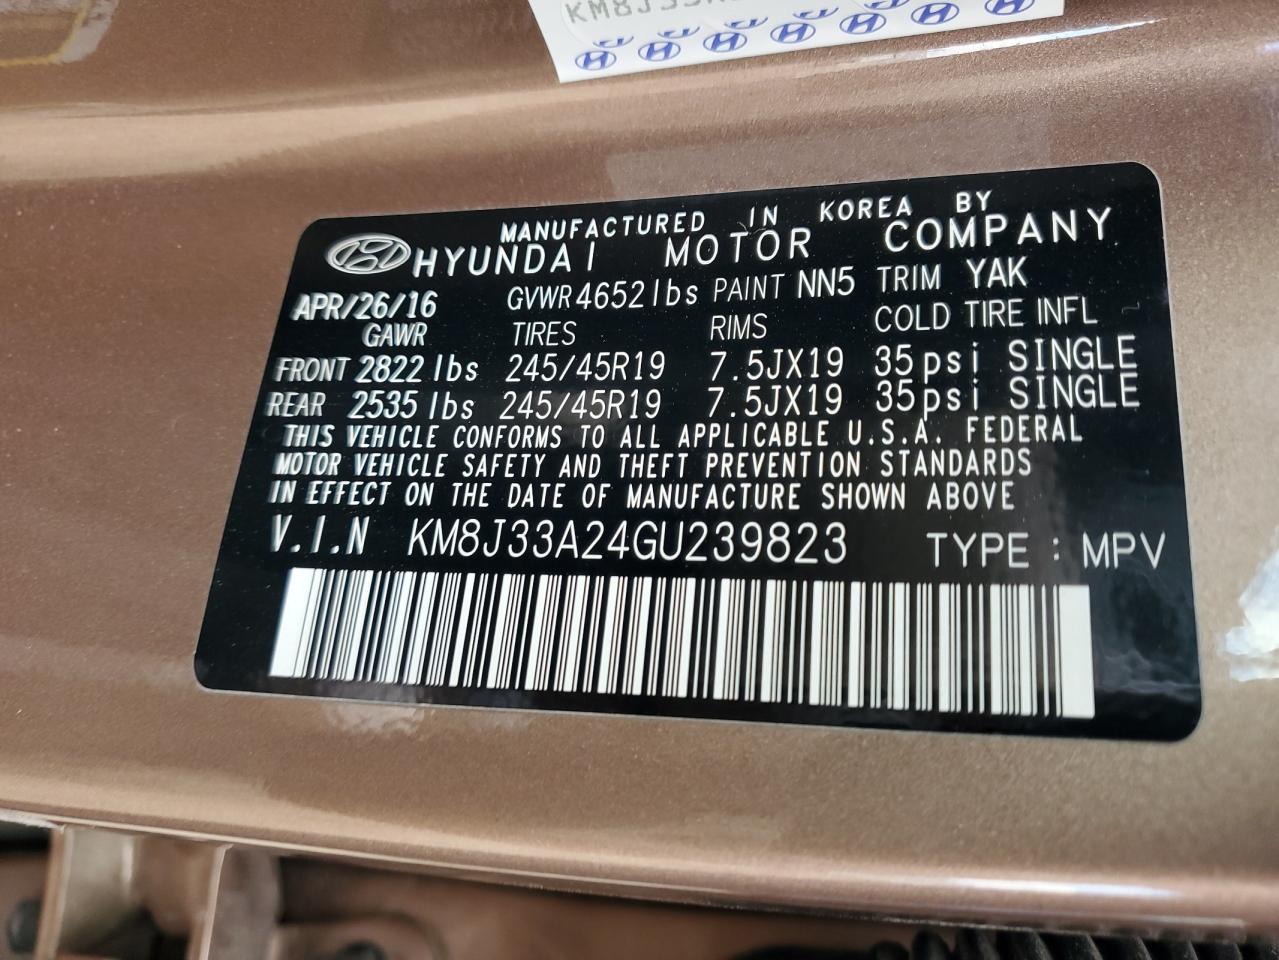 KM8J33A
MANUFACTURED IN KOREA BY
HYUNDAI MOTOR COMPANY
APR/26/16 GVWR 4652 lbs PAINT NN5 TRIM YAK
GAWR TIRES RIMS COLD TIRE INFL
FRONT 2822 lbs 245/45R19 7.5JX19 35psi SINGLE
REAR 2535 lbs 245/45R19 7.5JX19 35psi SINGLE
THIS VEHICLE CONFORMS TO ALL APPLICABLE U.S.A. FEDERAL
MOTOR VEHICLE SAFETY AND THEFT PREVENTION STANDARDS
IN EFFECT ON THE DATE OF MANUFACTURE SHOWN ABOVE
V.I.N KM8J33A24GU239823 TYPE : MPV